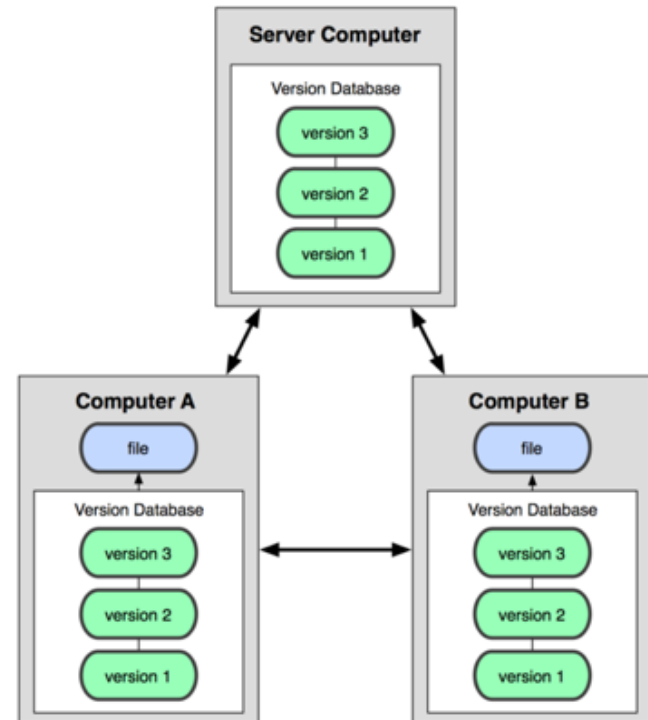 Server Computer
Version Database
version 3
version 2
version 1
Computer A
file
Version Database
version 3
version 2
version 1
Computer B
file
Version Database
version 3
version 2
version 1